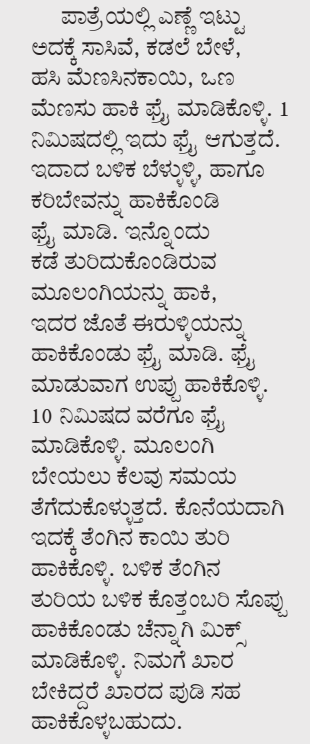 ಪಾತ್ರೆಯಲ್ಲಿ ಎಣ್ಣೆ ಇಟ್ಟು
ಅದಕ್ಕೆ ಸಾಸಿವೆ, ಕಡಲೆ ಬೇಳೆ,
ಹಸಿ ಮೆಣಸಿನಕಾಯಿ, ಒಣ
ಮೆಣಸು ಹಾಕಿ ಫ್ರೈ ಮಾಡಿಕೊಳ್ಳಿ. 1
ನಿಮಿಷದಲ್ಲಿ ಇದು ಫ್ರೈ ಆಗುತ್ತದೆ.
ಇದಾದ ಬಳಿಕ ಬೆಳ್ಳುಳ್ಳಿ, ಹಾಗೂ
ಕರಿಬೇವನ್ನು ಹಾಕಿಕೊಂಡಿ
ಫ್ರೈ ಮಾಡಿ. ಇನ್ನೊಂದು
ಕಡೆ ತುರಿದುಕೊಂಡಿರುವ
ಮೂಲಂಗಿಯನ್ನು ಹಾಕಿ,
ಇದರ ಜೊತೆ ಈರುಳ್ಳಿಯನ್ನು
ಹಾಕಿಕೊಂಡು ಫ್ರೈ ಮಾಡಿ. ಫ್ರೈ
ಮಾಡುವಾಗ ಉಪ್ಪು ಹಾಕಿಕೊಳ್ಳಿ.
10 ನಿಮಿಷದ ವರೆಗೂ ಫ್ರೈ
ಮಾಡಿಕೊಳ್ಳಿ. ಮೂಲಂಗಿ
ಬೇಯಲು ಕೆಲವು ಸಮಯ
ತೆಗೆದುಕೊಳ್ಳುತ್ತದೆ. ಕೊನೆಯದಾಗಿ
ಇದಕ್ಕೆ ತೆಂಗಿನ ಕಾಯಿ ತುರಿ
ಹಾಕಿಕೊಳ್ಳಿ. ಬಳಿಕ ತೆಂಗಿನ
ತುರಿಯ ಬಳಿಕ ಕೊತ್ತಂಬರಿ ಸೊಪ್ಪು
ಹಾಕಿಕೊಂಡು ಚೆನ್ನಾಗಿ ಮಿಕ್ಸ್
ಮಾಡಿಕೊಳ್ಳಿ. ನಿಮಗೆ ಖಾರ
ಬೇಕಿದ್ದರೆ ಖಾರದ ಪುಡಿ ಸಹ
ಹಾಕಿಕೊಳ್ಳಬಹುದು.